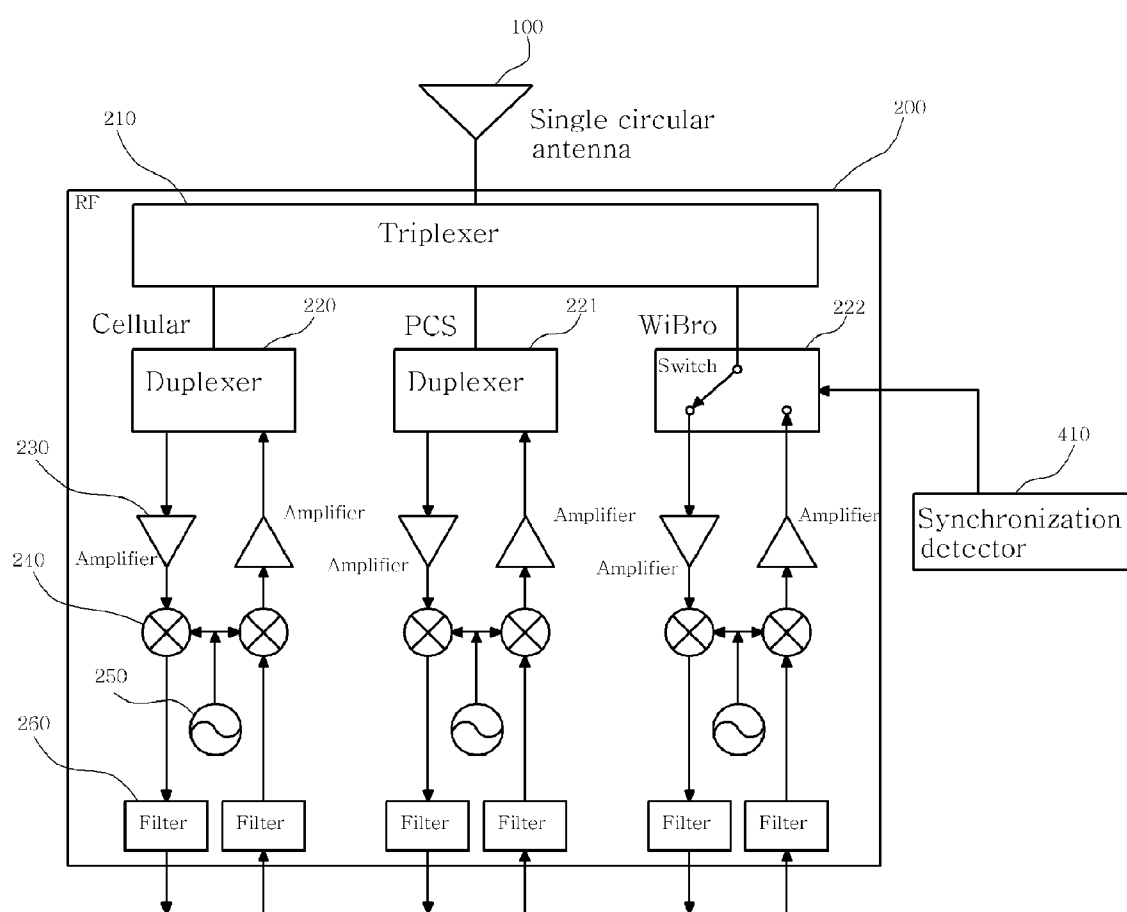 100
210
Single circular
antenna
200
RF
Triplexer
Cellular
220
PCS
221
WiBro
222
Duplexer
Duplexer
Switch
230
410
Amplifier
Amplifier
Amplifier
Synchronization
detector
Amplifier
Amplifier
Amplifier
240
250
260
Filter
Filter
Filter
Filter
Filter
Filter